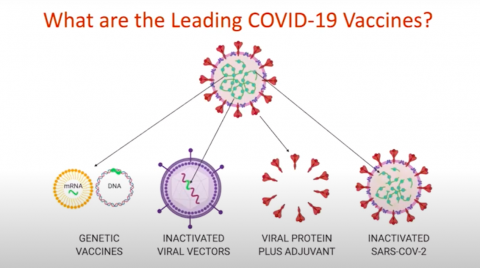 What are the Leading COVID-19 Vaccines?
mRNA
DNA
GENETIC
VACCINES
INACTIVATED
VIRAL VECTORS
VIRAL PROTEIN
PLUS ADJUVANT
INACTIVATED
SARS-COV-2